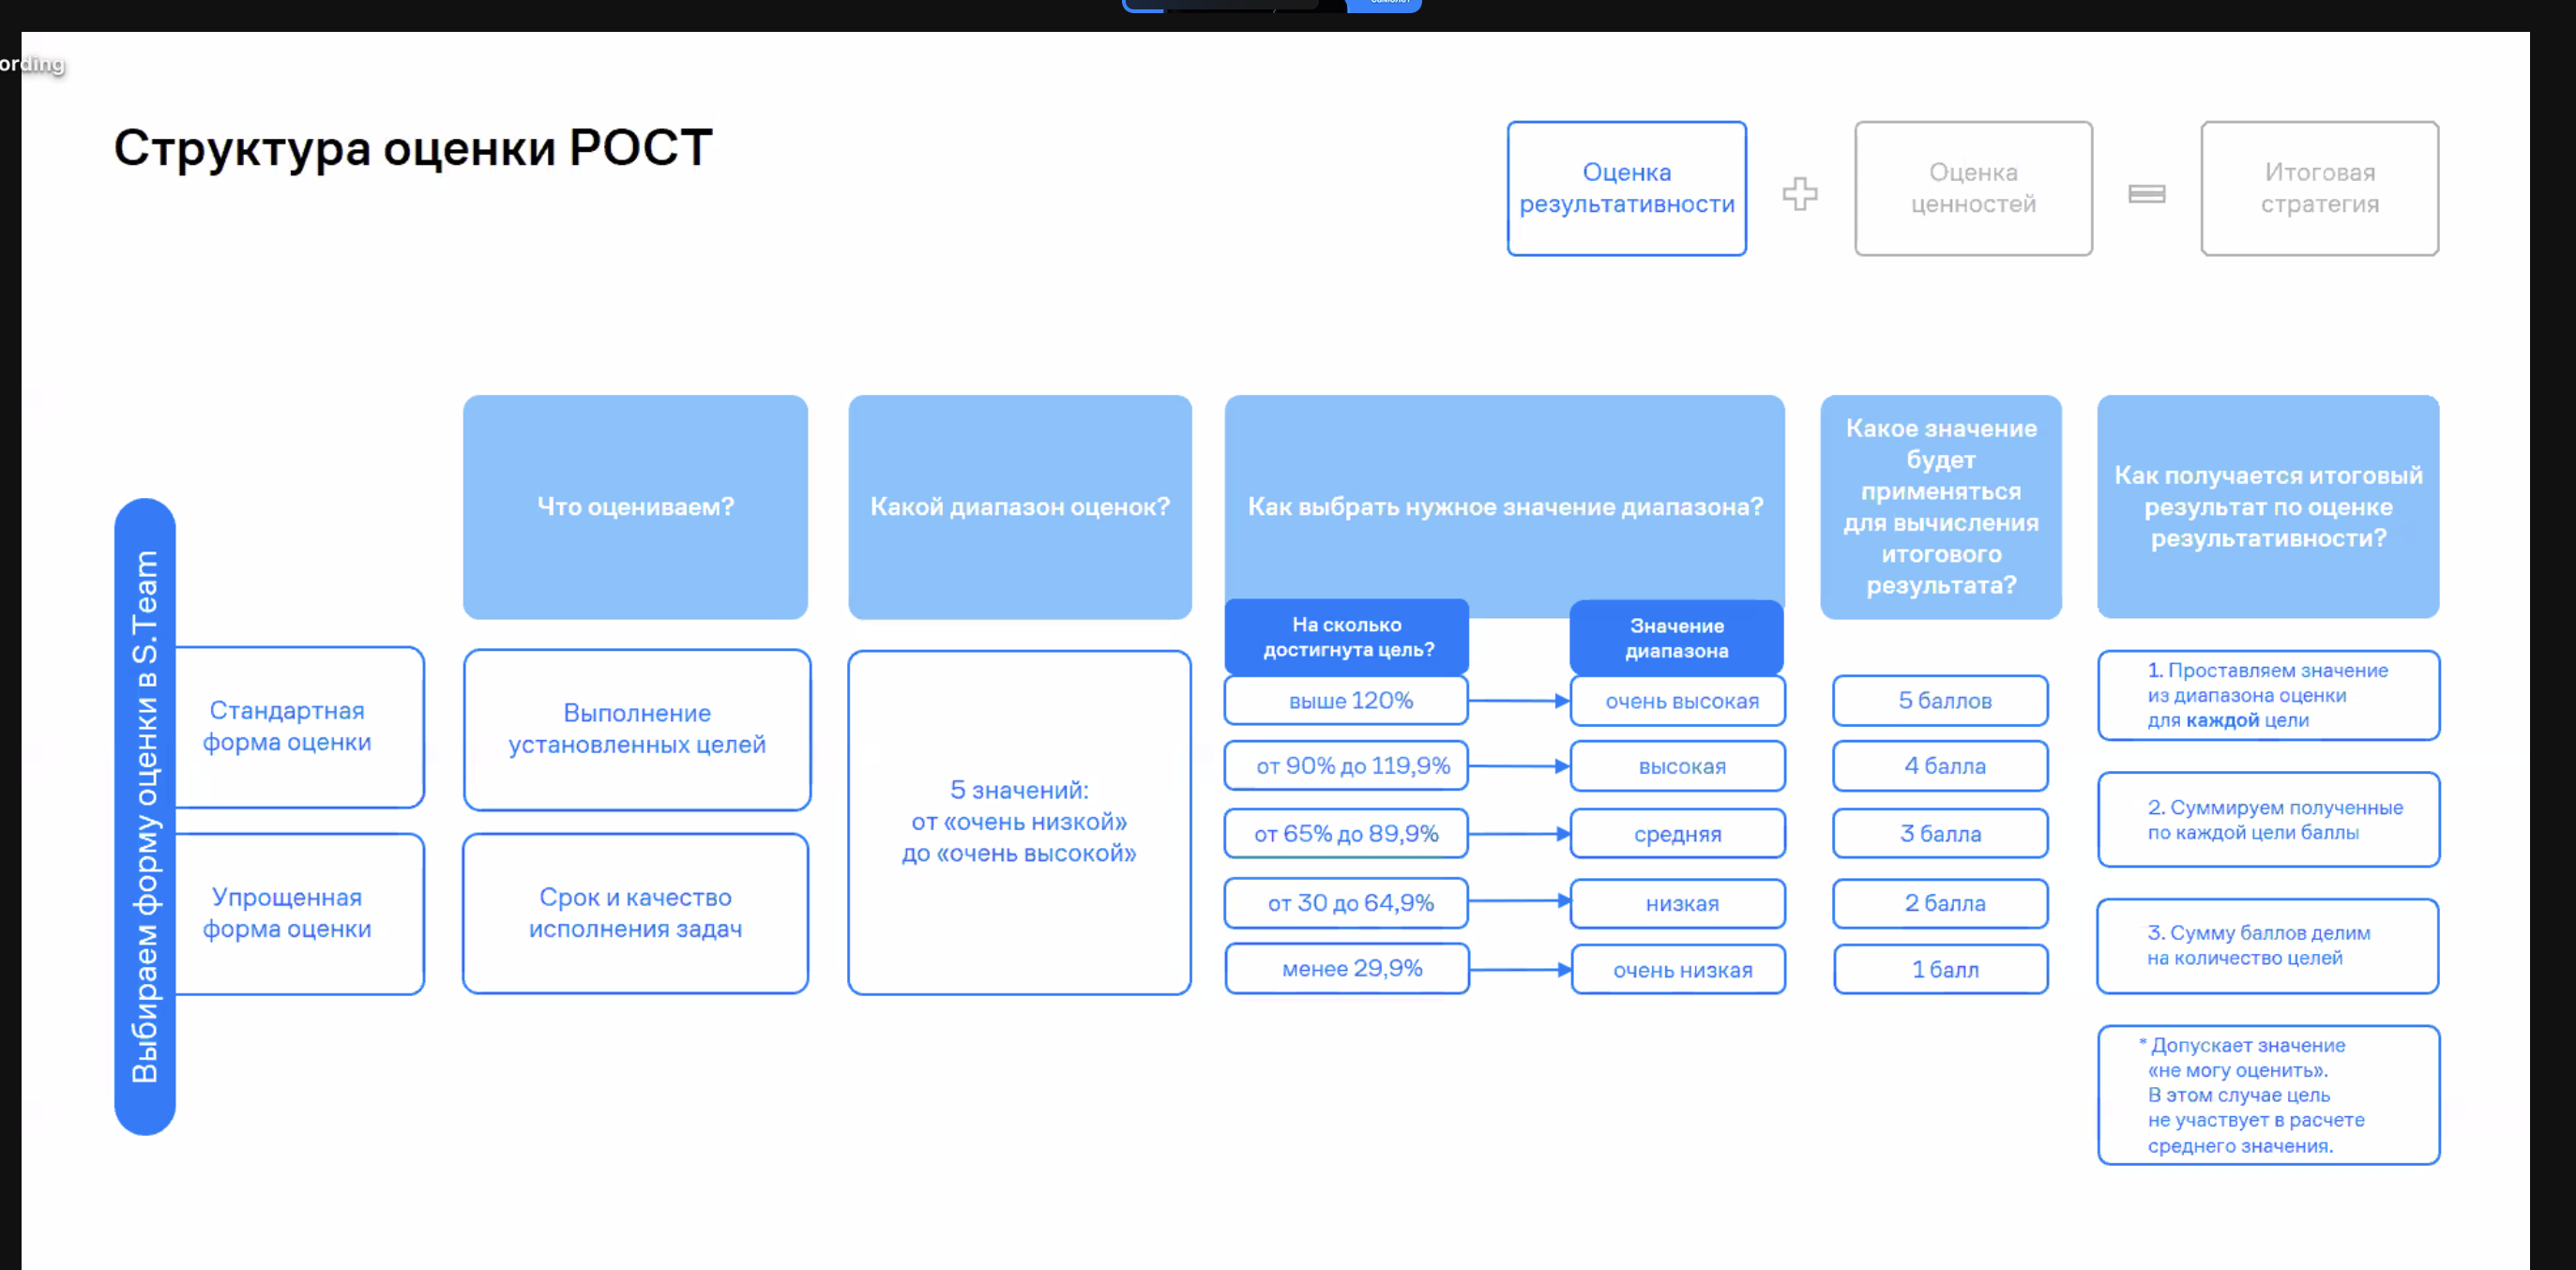 ording
Структура оценки РОСТ
Оценка
результативности
Оценка
ценностей
Итоговая
стратегия
Выбираем форму оценки в S.Team
Что оцениваем?
Какой диапазон оценок?
Как выбрать нужное значение диапазона?
Какое значение
будет
применяться
для вычисления
итогового
результата?
Как получается итоговый
результат по оценке
результативности?
На сколько
достигнута цель?
Значение
диапазона
Стандартная
форма оценки
Упрощенная
форма оценки
Выполнение
установленных целей
Срок и качество
исполнения задач
5 значений:
от «очень низкой»
до «очень высокой»
выше 120%
очень высокая
5 баллов
от 90% до 119,9%
высокая
4 балла
от 65% до 89,9%
средняя
3 балла
от 30 до 64,9%
низкая
2 балла
менее 29,9%
очень низкая
1 балл
1. Проставляем значение
из диапазона оценки
для каждой цели
2. Суммируем полученные
по каждой цели баллы
3. Сумму баллов делим
на количество целей
* Допускает значение
«не могу оценить».
В этом случае цель
не участвует в расчете
среднего значения.